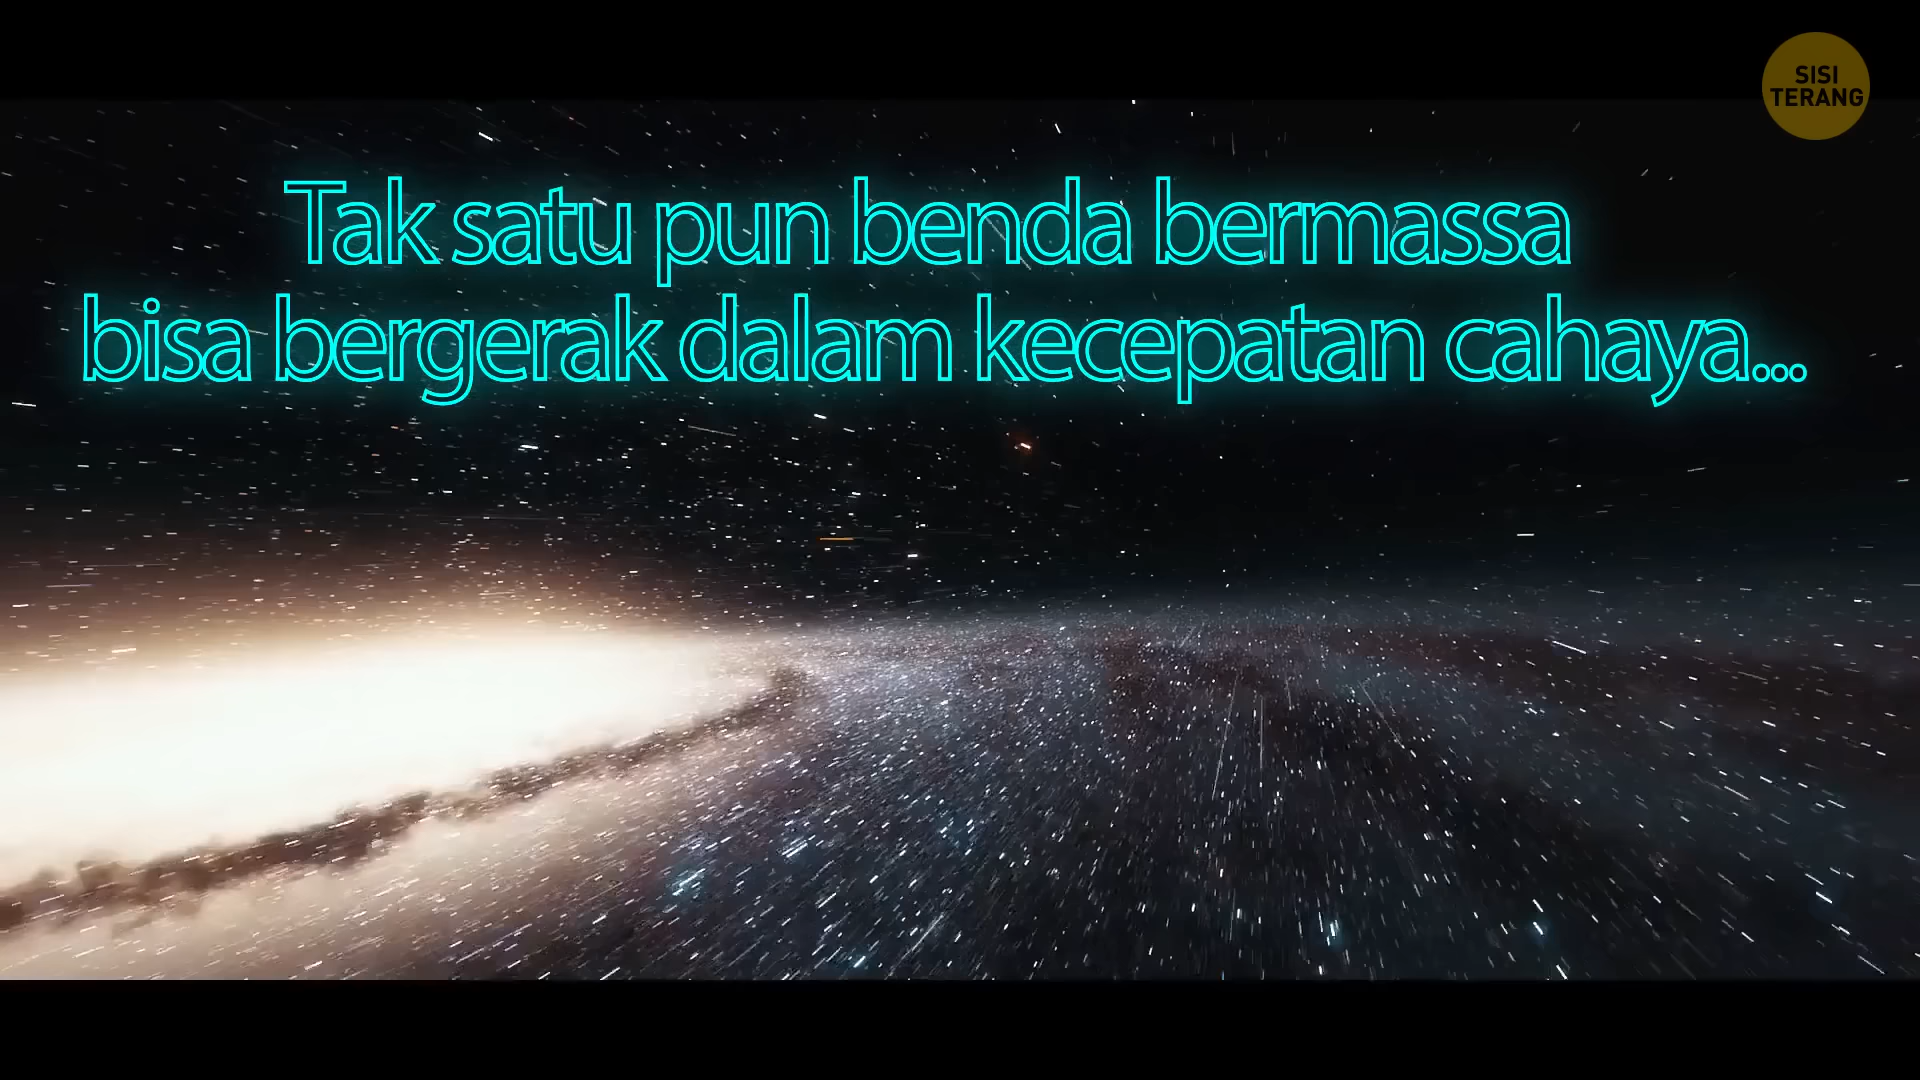 SISI
TERANG
Tak satu pun benda bermassa
bisa bergerak dalam kecepatan cahaya...